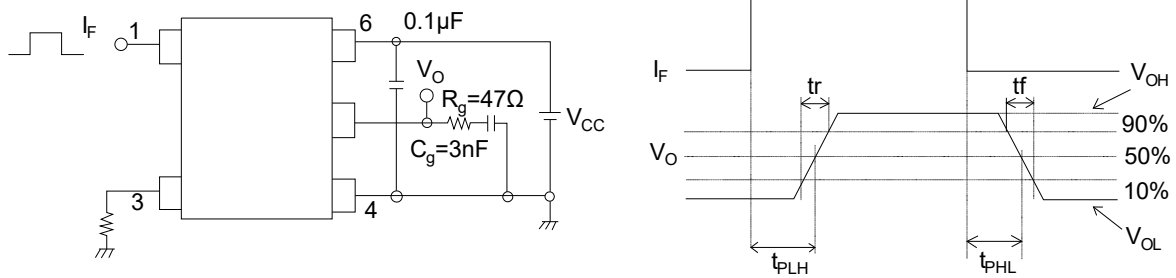 I_F
1
6
0.1µF
V_O
R_g=47Ω
V_CC
C_g=3nF
3
4
I_F
tr
tf
V_OH
90%
V_O
50%
10%
V_OL
t_PLH
t_PHL